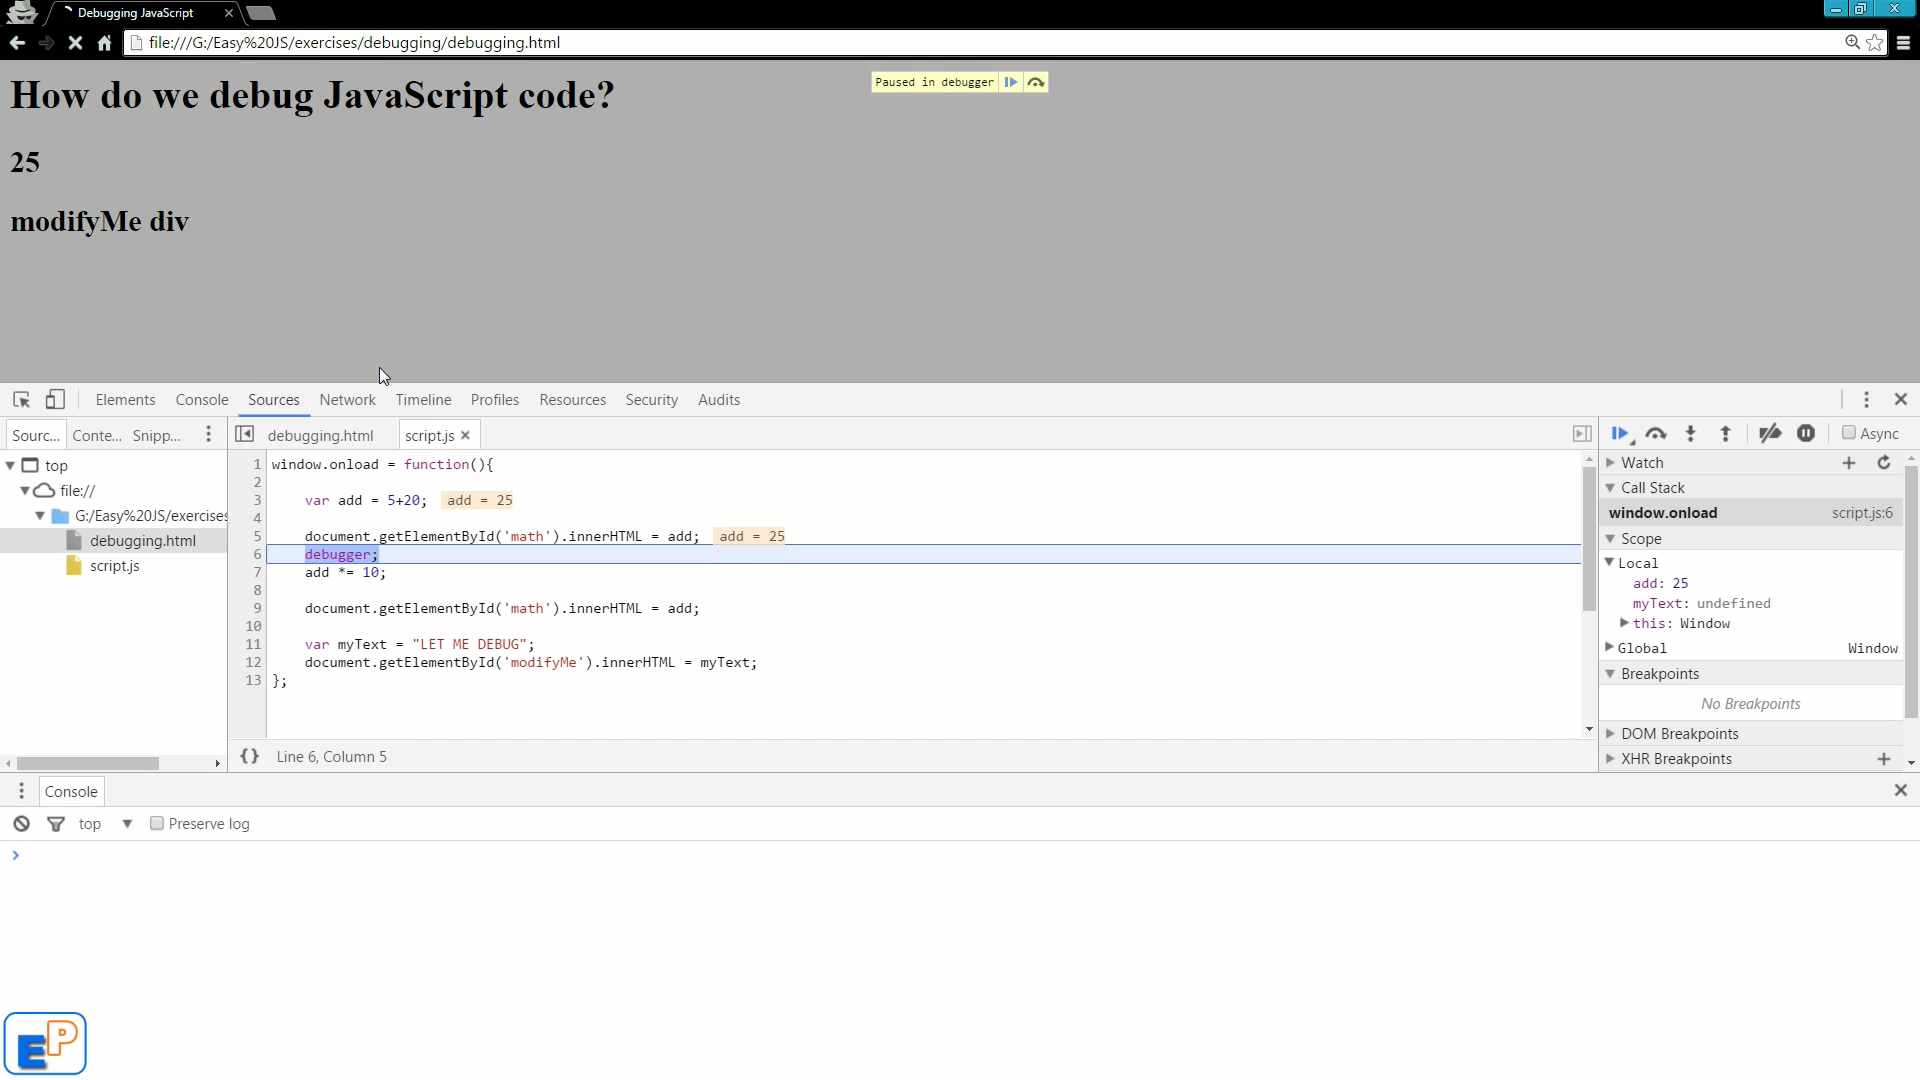 Debugging JavaScript
file:///G:/Easy%20JS/exercises/debugging/debugging.html
How do we debug JavaScript code?
Paused in debugger
25
modifyMe div
Elements Console Sources Network Timeline Profiles Resources Security Audits
Sourc... Conte... Snipp... debugging.html script.js Async
top
file://
G:/Easy%20JS/exercises
debugging.html
script.js
1 window.onload = function(){
2
3 var add = 5+20; add = 25
4
5 document.getElementById('math').innerHTML = add; add = 25
6 debugger;
7 add *= 10;
8
9 document.getElementById('math').innerHTML = add;
10
11 var myText = "LET ME DEBUG";
12 document.getElementById('modifyMe').innerHTML = myText;
13 };
{} Line 6, Column 5
Watch
Call Stack
window.onload script.js:6
Scope
Local
add: 25
myText: undefined
this: Window
Global Window
Breakpoints
No Breakpoints
DOM Breakpoints
XHR Breakpoints
Console
top Preserve log
EP